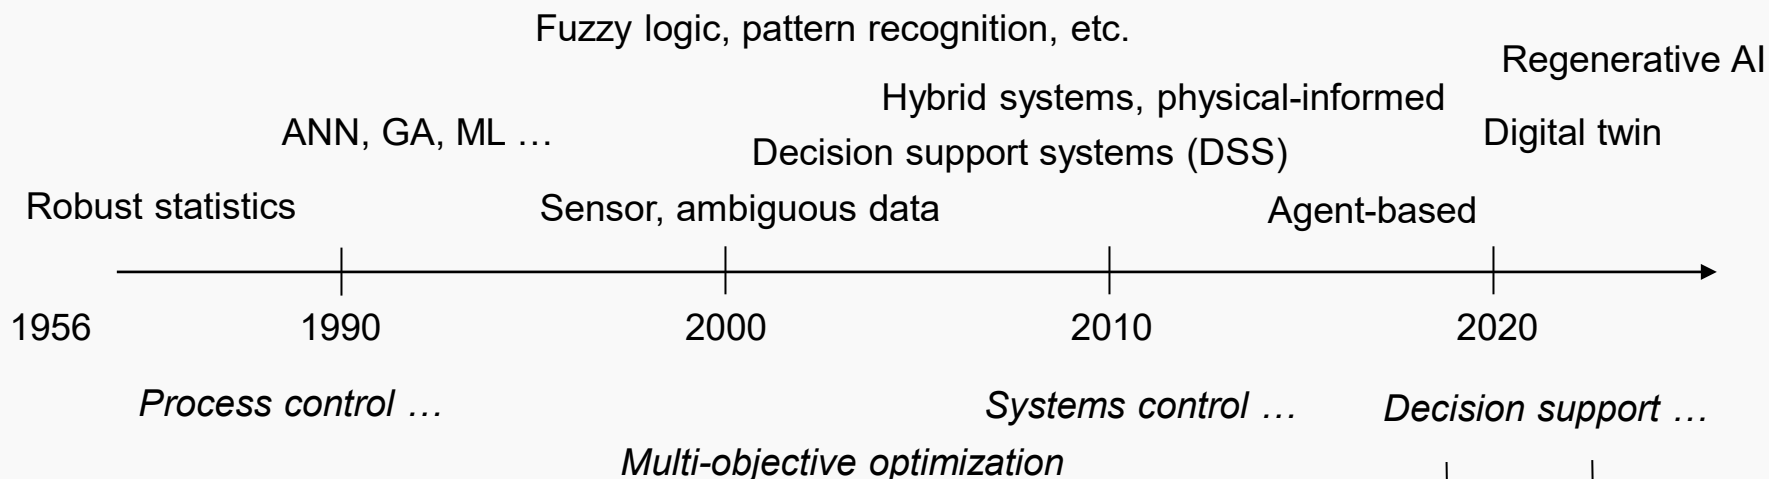 Fuzzy logic, pattern recognition, etc.
Regenerative AI
Hybrid systems, physical-informed
ANN, GA, ML …
Digital twin
Decision support systems (DSS)
Robust statistics
Sensor, ambiguous data
Agent-based
1956
1990
2000
2010
2020
Process control …
Systems control …
Decision support …
Multi-objective optimization